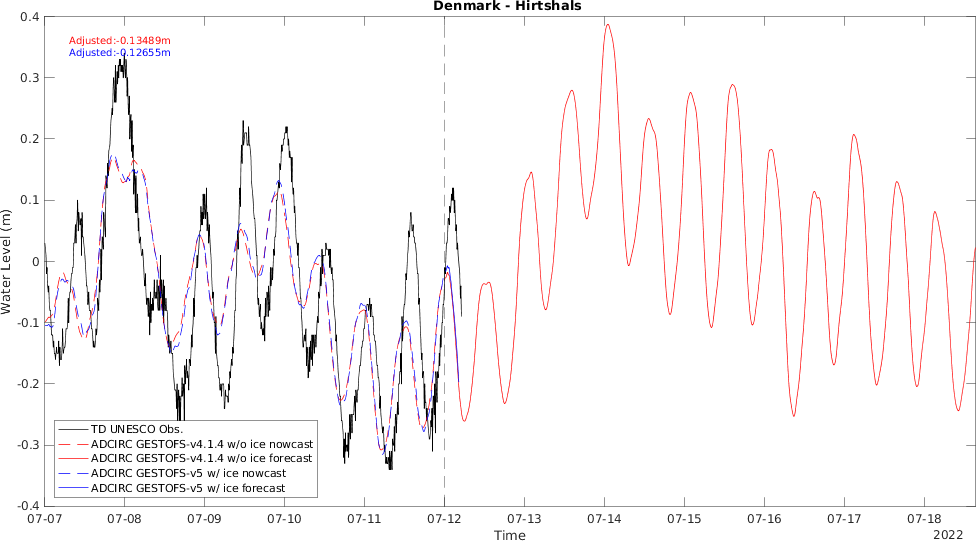 Denmark - Hirtshals
Adjusted:-0.13489m
Adjusted:-0.12655m
0.4
0.3
0.2
0.1
0
-0.1
-0.2
-0.3
-0.4
Water Level (m)
TD UNESCO Obs.
ADCIRC GESTOFS-v4.1.4 w/o ice nowcast
ADCIRC GESTOFS-v4.1.4 w/o ice forecast
ADCIRC GESTOFS-v5 w/ ice nowcast
ADCIRC GESTOFS-v5 w/ ice forecast
07-07 07-08 07-09 07-10 07-11 07-12 07-13 07-14 07-15 07-16 07-17 07-18
Time
2022